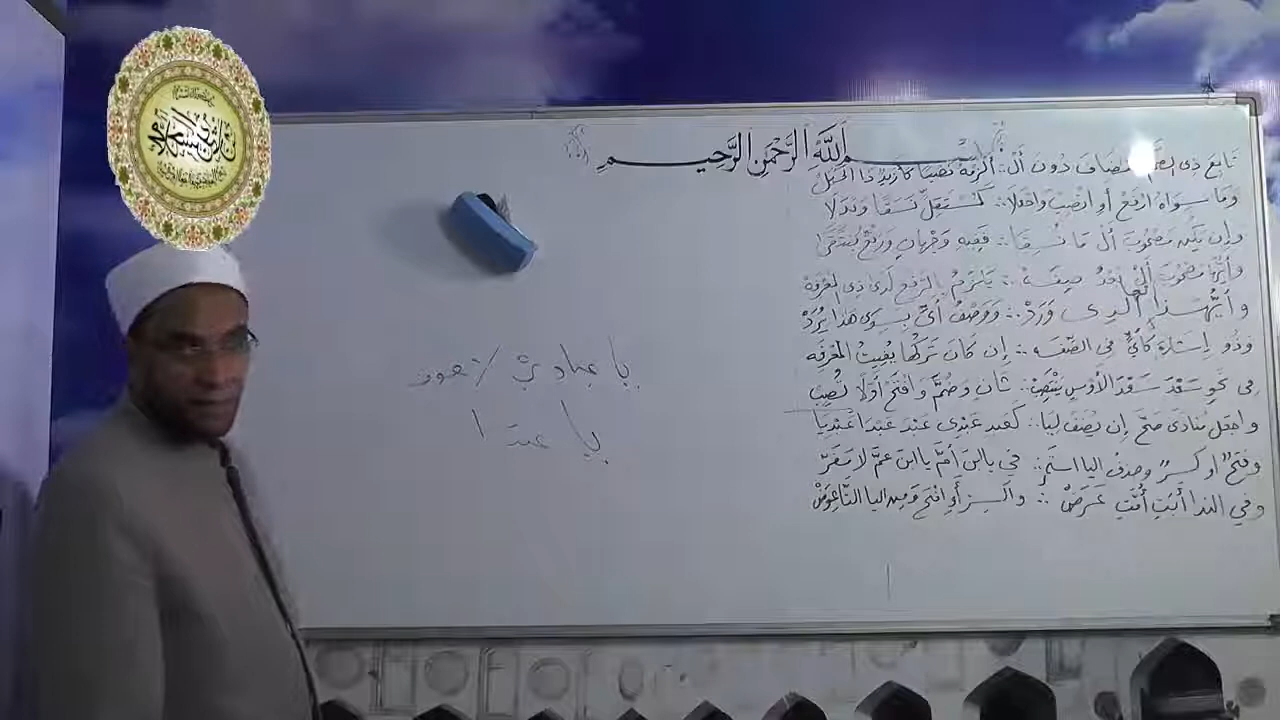 بسم الله الرحمن الرحيم
تابع ذي الضم المضاف دون أل :. ألزمه نصبا كأزيد ذا الحيل
وما سواه ارفع أو انصب واجعلا :. كمستقل نسقا وبدلا
وإن يكن مصحوب أل ما نسقا :. ففيه وجهان ورفع ينتقى
وأيها مصحوب أل بعد صفه :. يلزم بالرفع لدى ذي المعرفة
وأيهذا أيها الذي ورد :. ووصف أي بسوى هذا يرد
وذو إشارة كأي في الصفه :. إن كان تركها يفيت المعرفه
في نحو سعد سعد الأوس ينتصب :. ثان وضم وافتح أولا تصب
واجعل منادى صح إن يضف ليا :. كعبد عبدي عبد عبدا عبديا
وفتح او كسر وحذف اليا استمر :. في يا ابن أم يا ابن عم لا مفر
وفي الندا أبت أمت عرض :. واكسر أو افتح ومن اليا التا عوض
يا عبادي لا خوف
يا عبدا